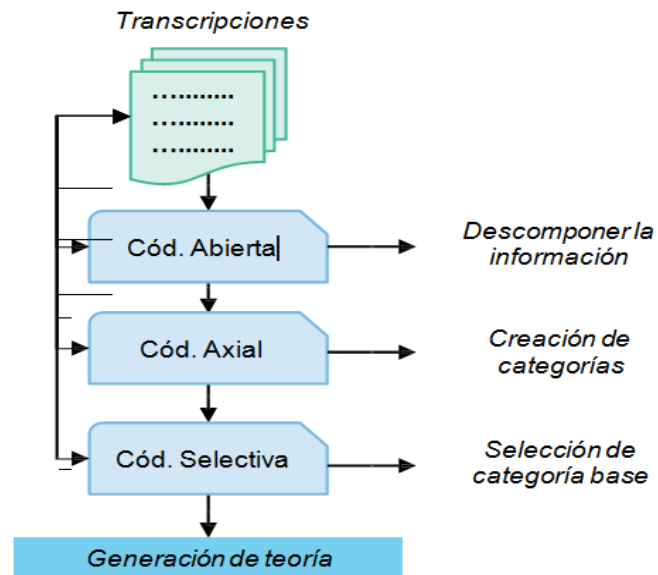 Transcripciones
…........
…........
…........
Cód. Abierta
Descomponer la
información
Cód. Axial
Creación de
categorías
Cód. Selectiva
Selección de
categoría base
Generación de teoría